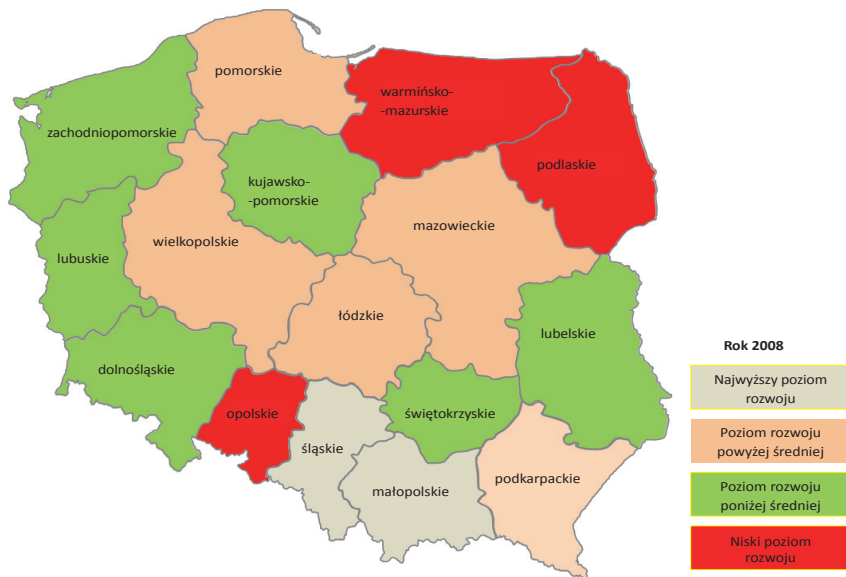 pomorskie
warmińsko-
-mazurskie
zachodniopomorskie
podlaskie
kujawsko-
-pomorskie
mazowieckie
wielkopolskie
lubuskie
łódzkie
lubelskie
dolnośląskie
opolskie
świętokrzyskie
śląskie
małopolskie
podkarpackie
Rok 2008
Najwyższy poziom
rozwoju
Poziom rozwoju
powyżej średniej
Poziom rozwoju
poniżej średniej
Niski poziom
rozwoju